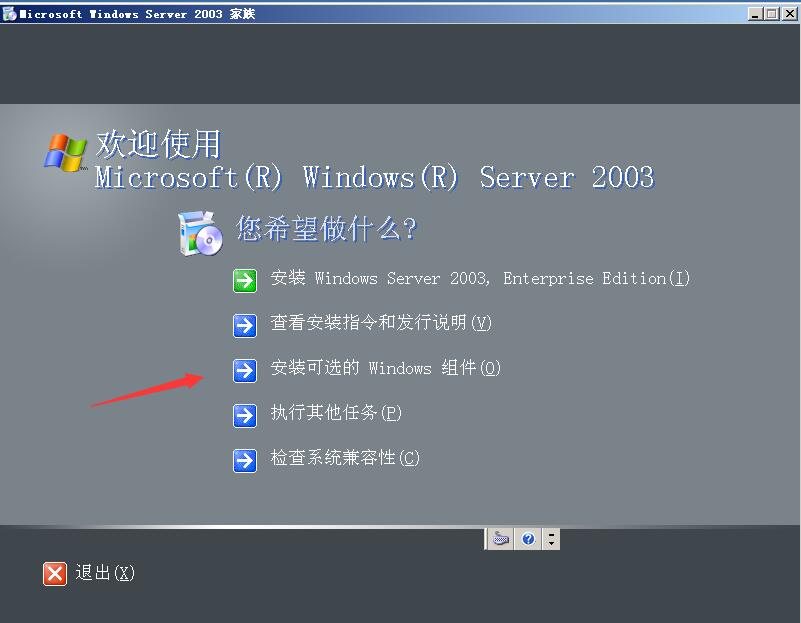 Microsoft Windows Server 2003 家族
欢迎使用
Microsoft(R) Windows(R) Server 2003
您希望做什么?
安装 Windows Server 2003, Enterprise Edition(I)
查看安装指令和发行说明(V)
安装可选的 Windows 组件(O)
执行其他任务(P)
检查系统兼容性(C)
退出(X)